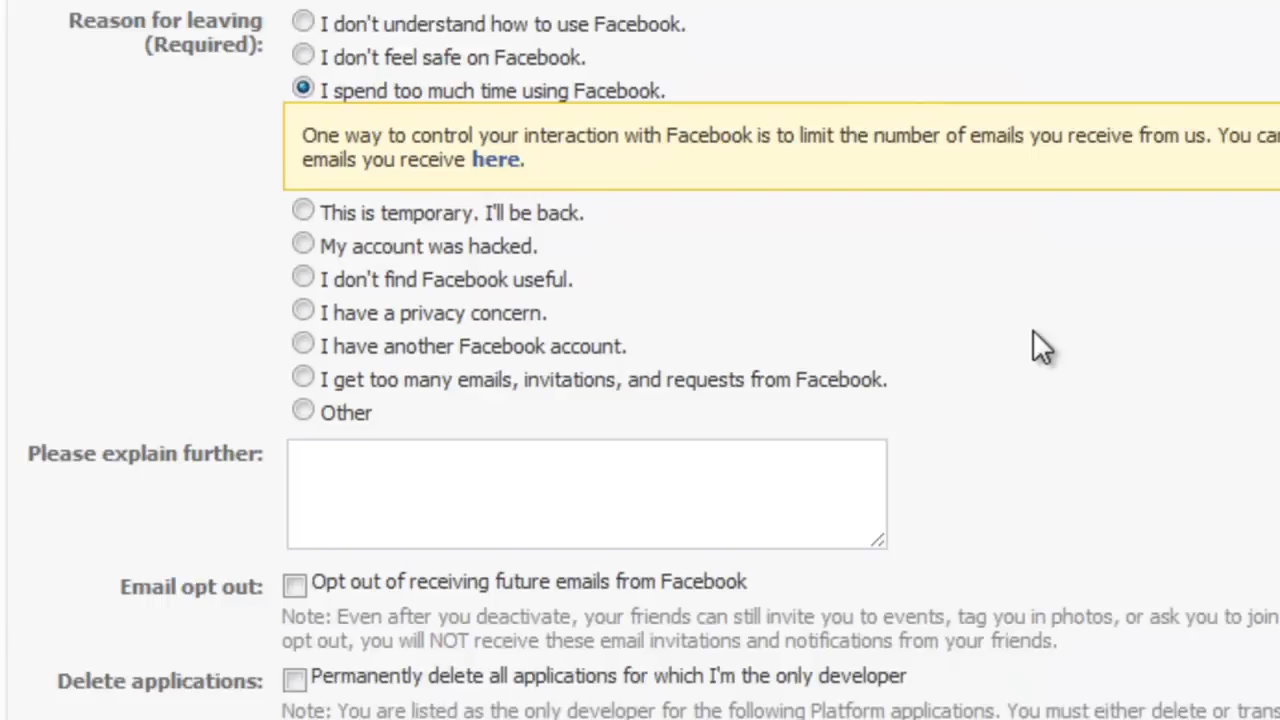 Reason for leaving
(Required):
I don't understand how to use Facebook.
I don't feel safe on Facebook.
I spend too much time using Facebook.
One way to control your interaction with Facebook is to limit the number of emails you receive from us. You
emails you receive here.
This is temporary. I'll be back.
My account was hacked.
I don't find Facebook useful.
I have a privacy concern.
I have another Facebook account.
I get too many emails, invitations, and requests from Facebook.
Other
Please explain further:
Email opt out:
Opt out of receiving future emails from Facebook
Note: Even after you deactivate, your friends can still invite you to events, tag you in photos, or ask you to join
opt out, you will NOT receive these email invitations and notifications from your friends.
Delete applications:
Permanently delete all applications for which I'm the only developer
Note: You are listed as the only developer for the following Platform applications. You must either delete or